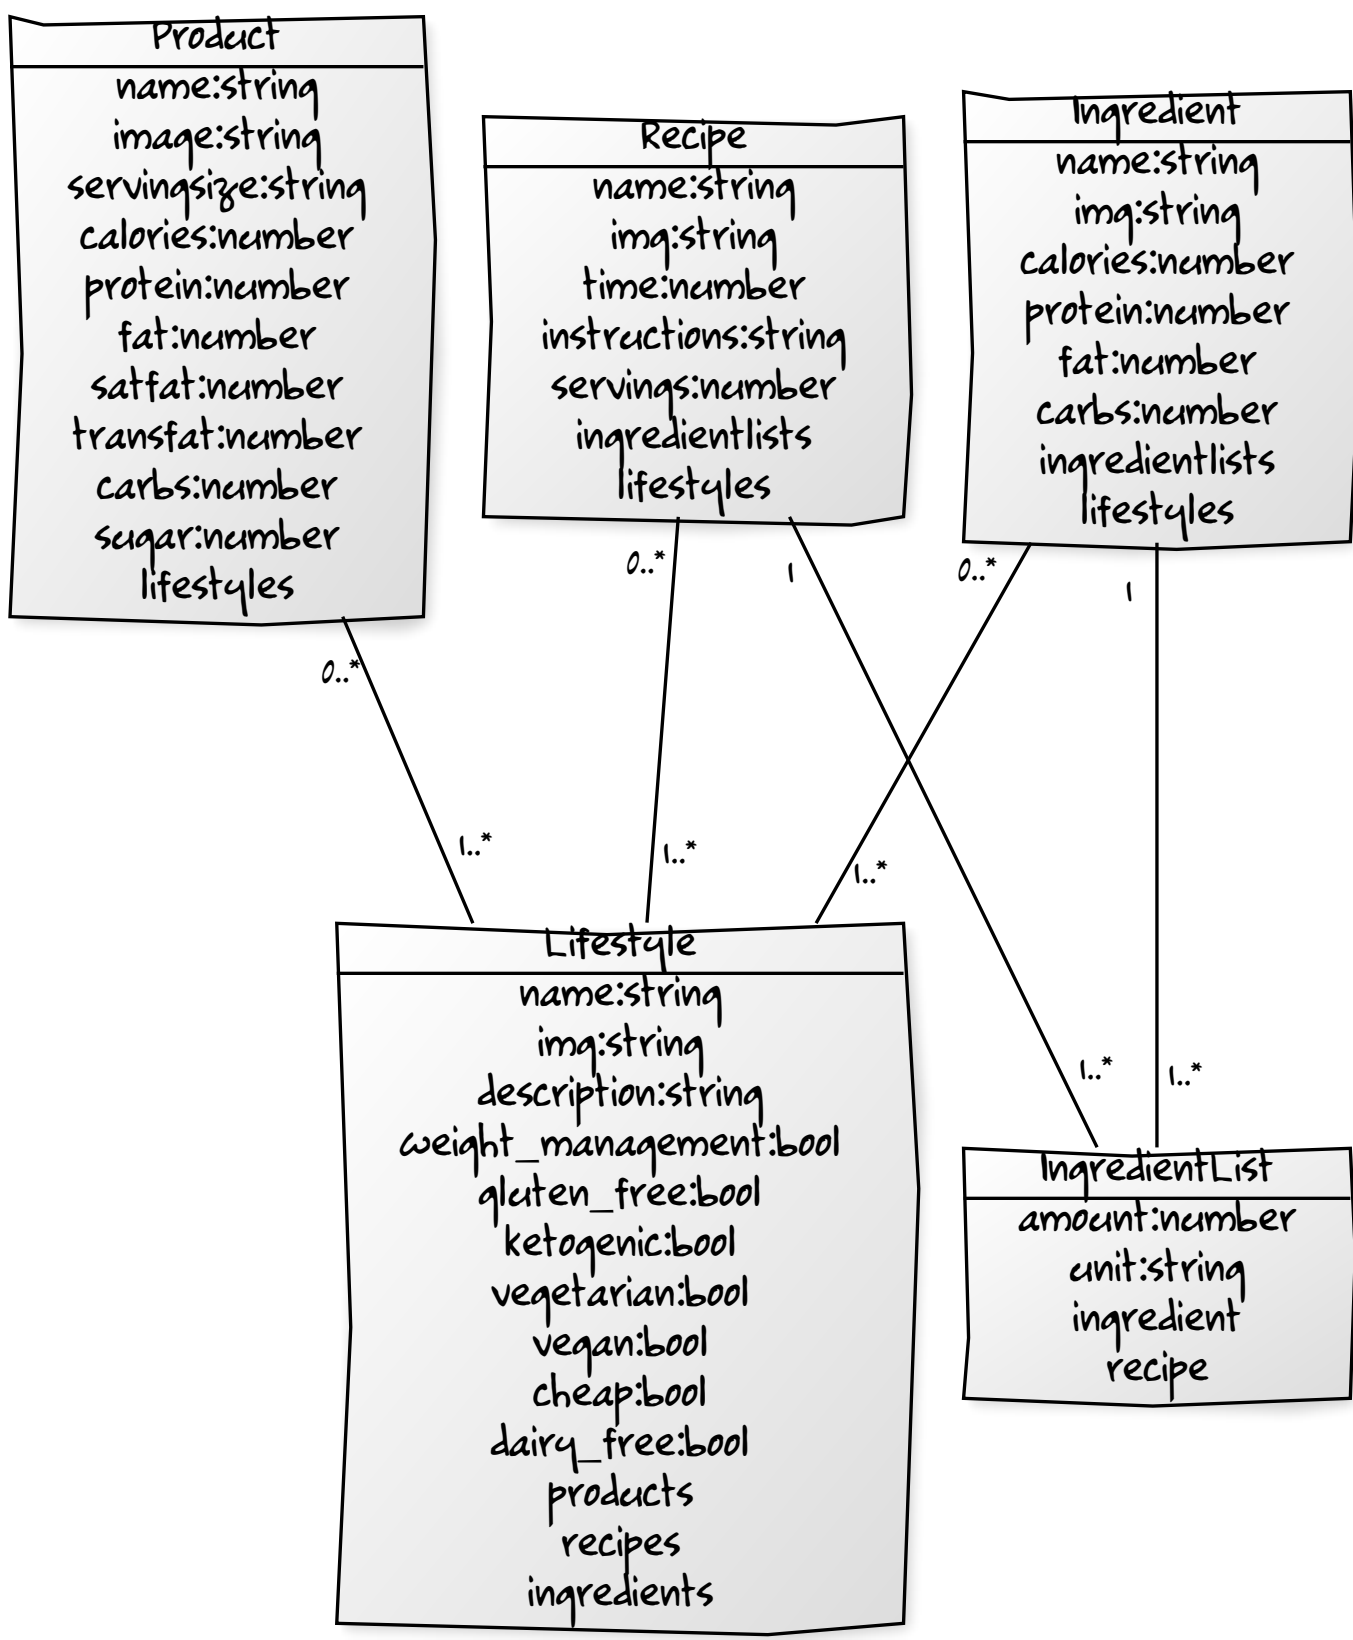 Product
name:string
image:string
servingsize:string
calories:number
protein:number
fat:number
satfat:number
transfat:number
carbs:number
sugar:number
lifestyles
Recipe
name:string
img:string
time:number
instructions:string
servings:number
ingredientlists
lifestyles
Ingredient
name:string
img:string
calories:number
protein:number
fat:number
carbs:number
ingredientlists
lifestyles
0..*
0..*
1
0..*
1
1..*
1..*
1..*
1..*
1..*
Lifestyle
name:string
img:string
description:string
weight_management:bool
gluten_free:bool
ketogenic:bool
vegetarian:bool
vegan:bool
cheap:bool
dairy_free:bool
products
recipes
ingredients
IngredientList
amount:number
unit:string
ingredient
recipe